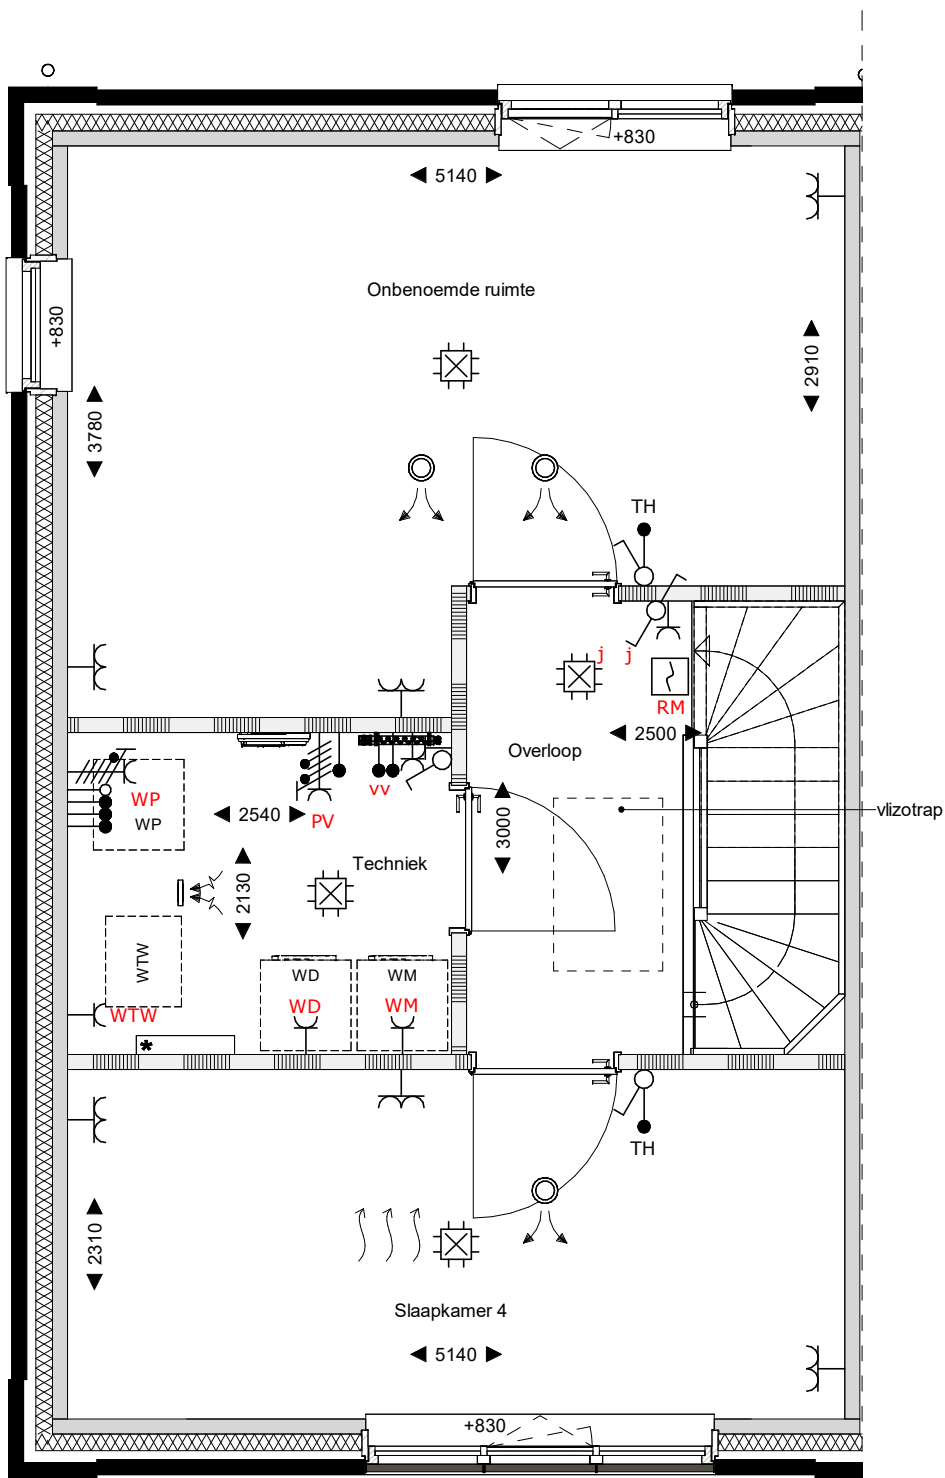 +830
5140
Onbenoemde ruimte
+830
2910
3780
TH
j j
RM
2500
Overloop
vv
WP
WP
2540
PV
vlizotrap
3000
Techniek
2130
WTW
WD
WM
WD
WM
WTW
*
TH
2310
Slaapkamer 4
5140
+830